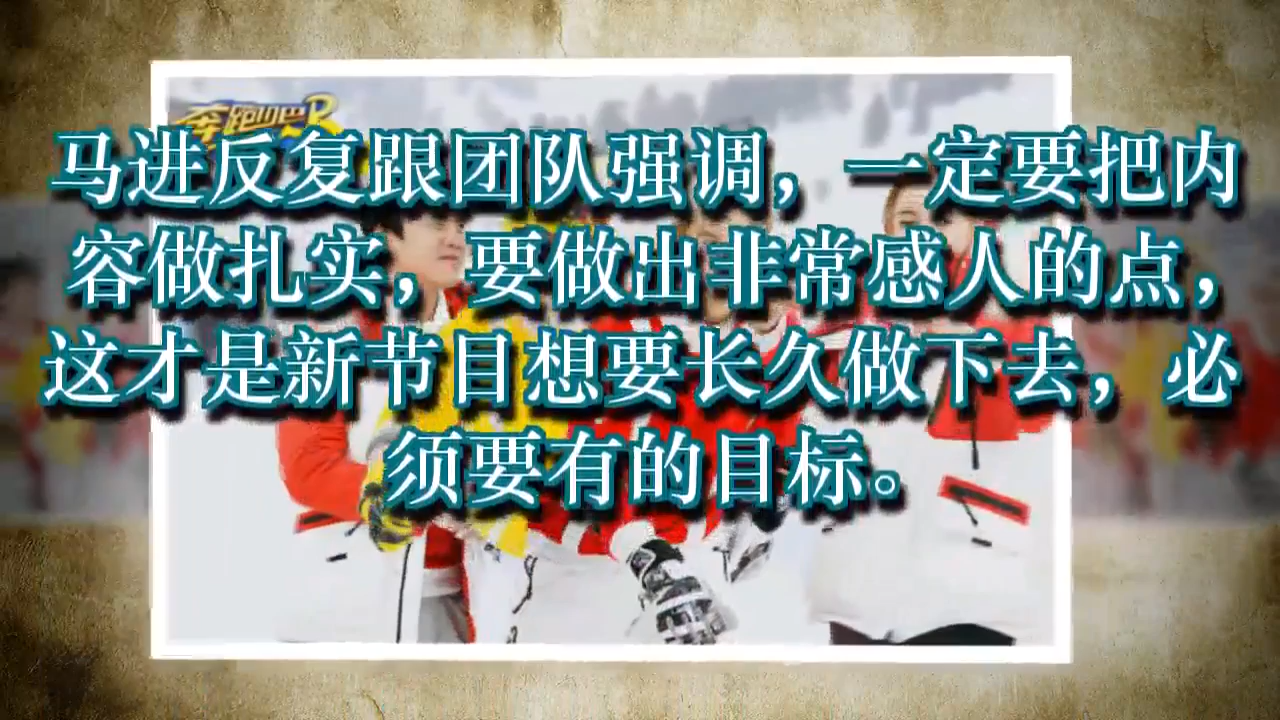 奔跑吧R
马进反复跟团队强调，一定要把内
容做扎实，要做出非常感人的点，
这才是新节目想要长久做下去，必
须要有的目标。